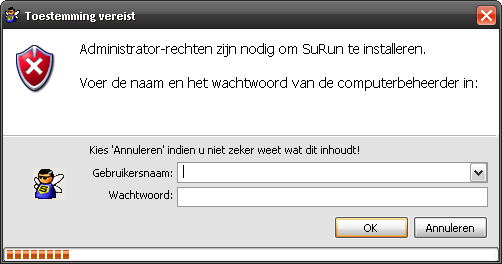 Toestemming vereist
Administrator-rechten zijn nodig om SuRun te installeren.
Voer de naam en het wachtwoord van de computerbeheerder in:
Kies 'Annuleren' indien u niet zeker weet wat dit inhoudt!
Gebruikersnaam:
Wachtwoord:
OK Annuleren